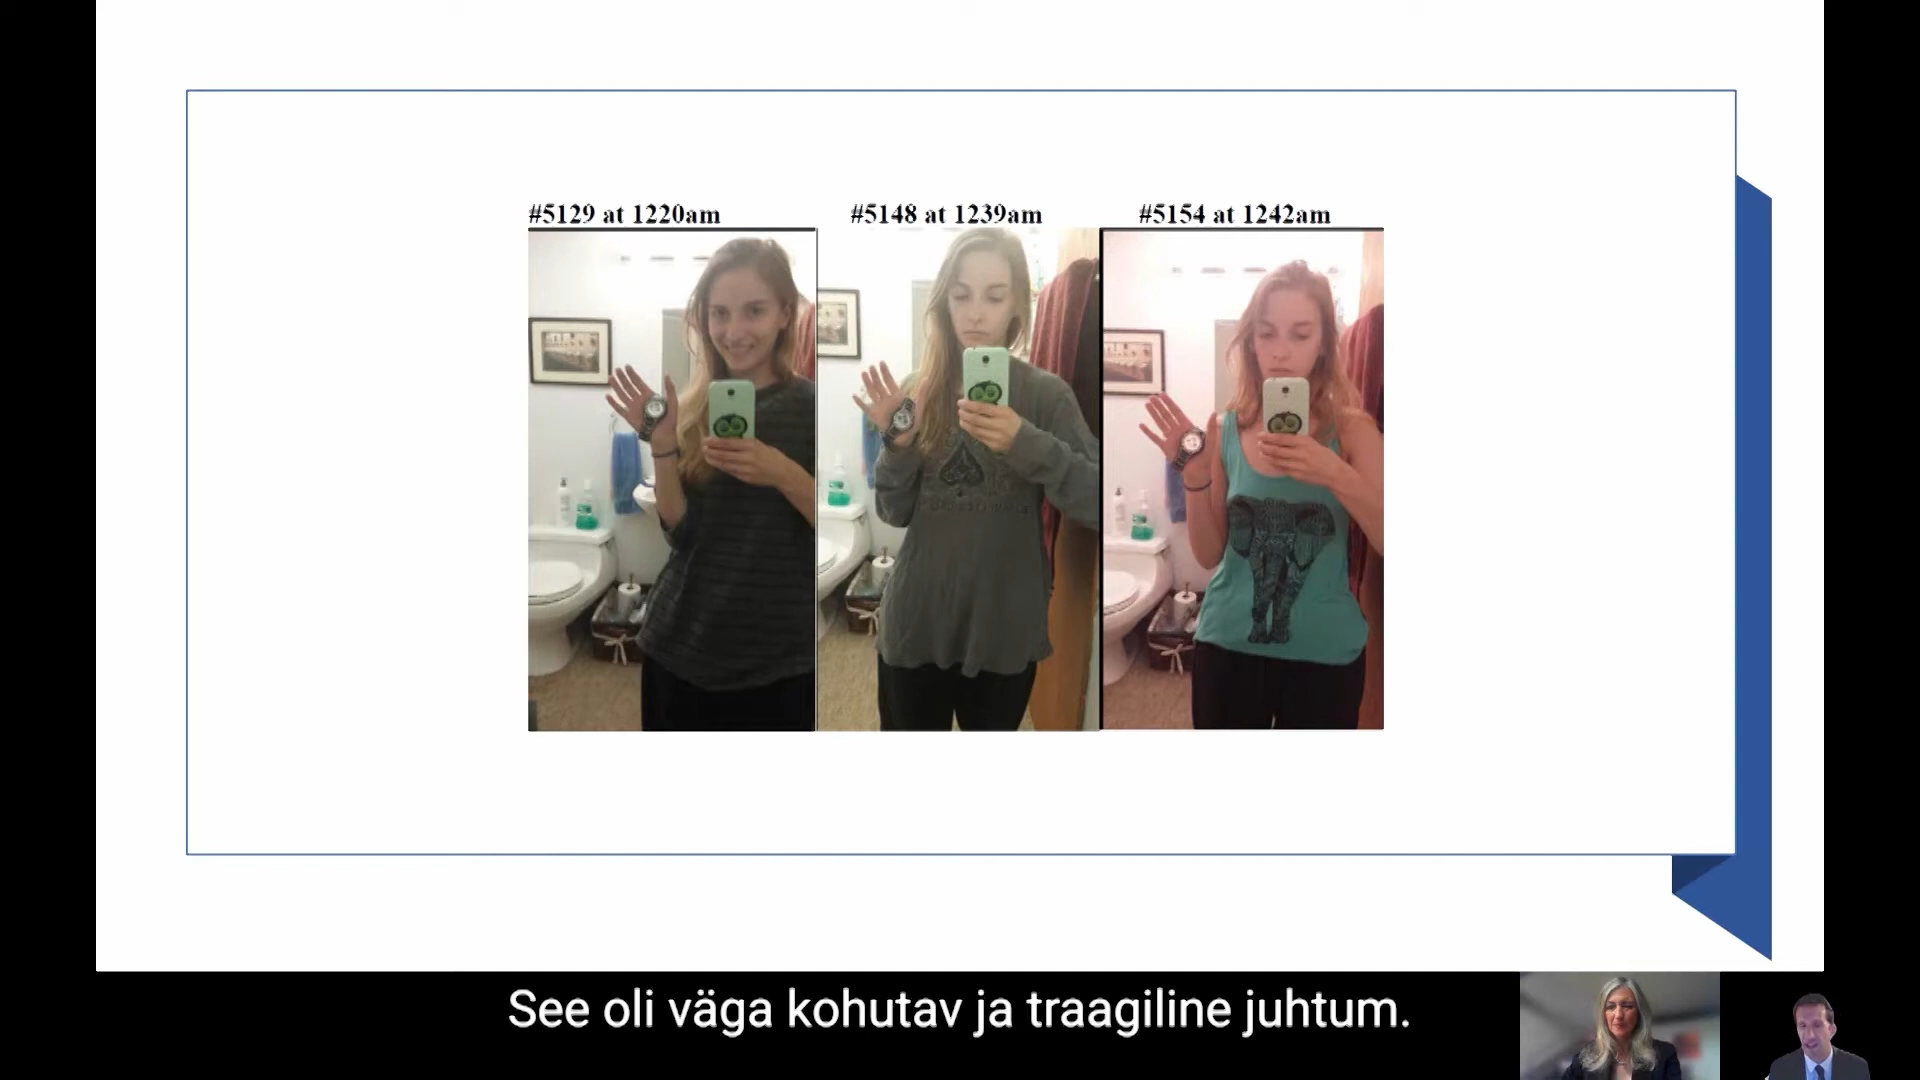 #5129 at 1220am
#5148 at 1239am
#5154 at 1242am
See oli väga kohutav ja traagiline juhtum.